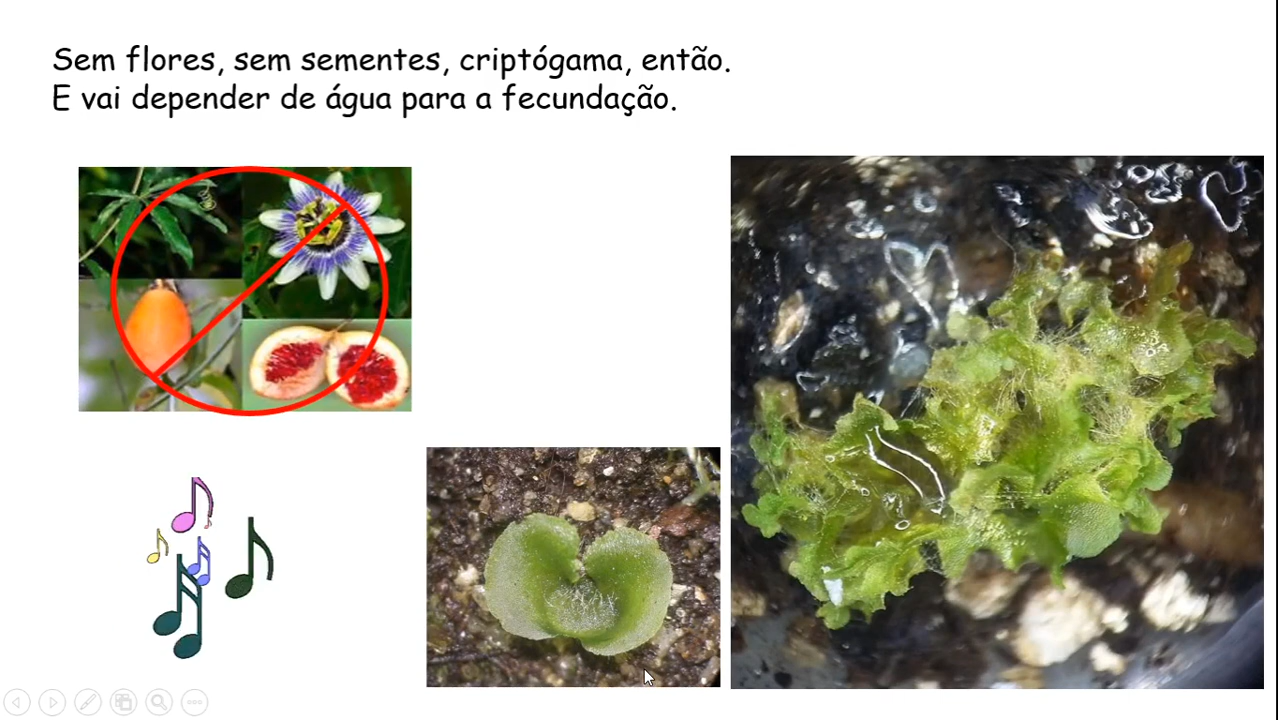 Sem flores, sem sementes, criptógama, então.
E vai depender de água para a fecundação.